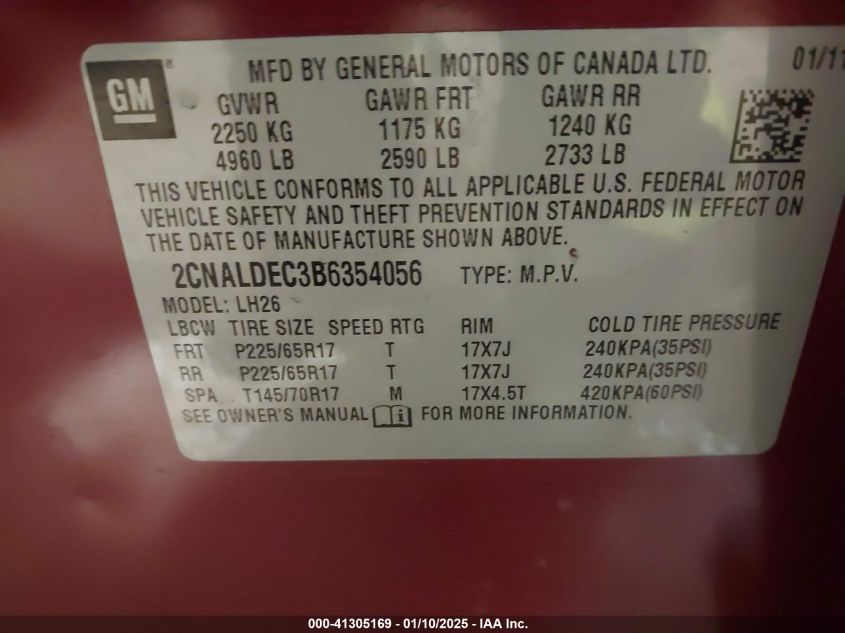 GM ® MFD BY GENERAL MOTORS OF CANADA LTD. 01/11
GVWR GAWR FRT GAWR RR
2250 KG 1175 KG 1240 KG
4960 LB 2590 LB 2733 LB
THIS VEHICLE CONFORMS TO ALL APPLICABLE U.S. FEDERAL MOTOR
VEHICLE SAFETY AND THEFT PREVENTION STANDARDS IN EFFECT ON
THE DATE OF MANUFACTURE SHOWN ABOVE.
2CNALDEC3B6354056 TYPE: M.P.V.
MODEL: LH26
LBCW TIRE SIZE SPEED RTG RIM COLD TIRE PRESSURE
FRT P225/65R17 T 17X7J 240KPA(35PSI)
RR P225/65R17 T 17X7J 240KPA(35PSI)
SPA T145/70R17 M 17X4.5T 420KPA(60PSI)
SEE OWNER'S MANUAL FOR MORE INFORMATION.
000-41305169 - 01/10/2025 - IAA Inc.